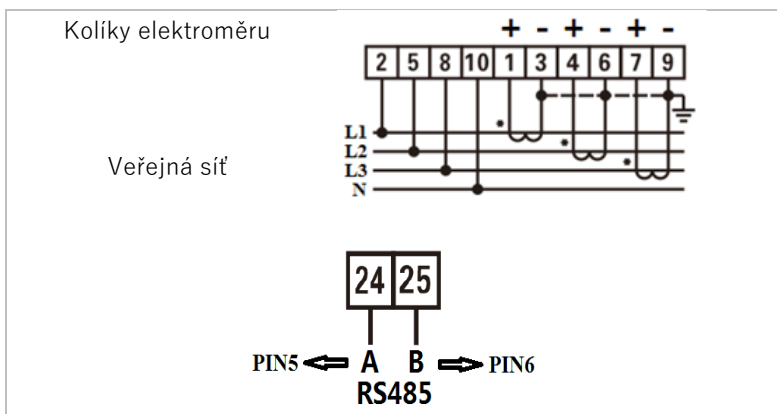 Kolíky elektroměru
+ - + - + -
2 5 8 10 1 3 4 6 7 9
L1 *
L2 *
Veřejná síť
L3 *
N
24 25
PIN5 A B PIN6
RS485